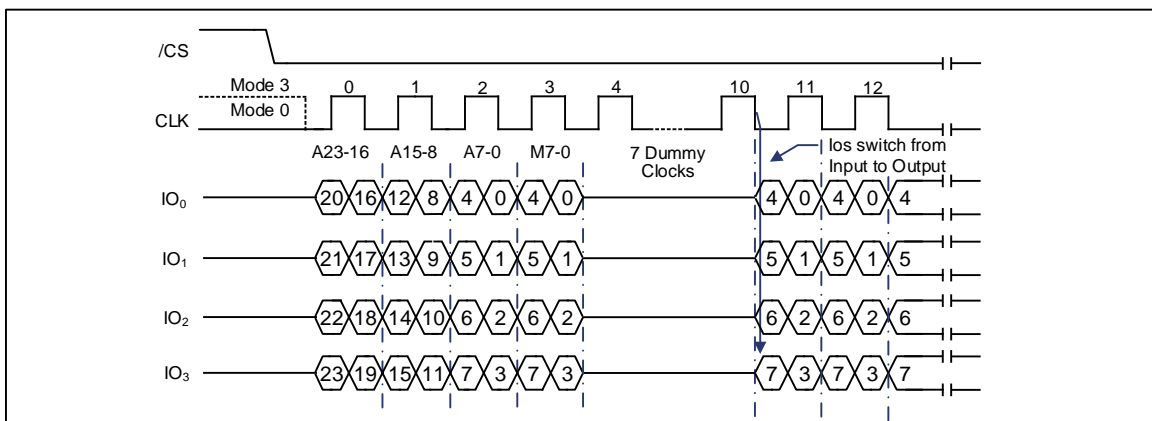 /CS
Mode 3
Mode 0
CLK
0 1 2 3 4 10 11 12
A23-16 A15-8 A7-0 M7-0
7 Dummy
Clocks
Ios switch from
Input to Output
IO0 20 16 12 8 4 0 4 0 4 0 4 0 4
IO1 21 17 13 9 5 1 5 1 5 1 5 1 5
IO2 22 18 14 10 6 2 6 2 6 2 6 2 6
IO3 23 19 15 11 7 3 7 3 7 3 7 3 7